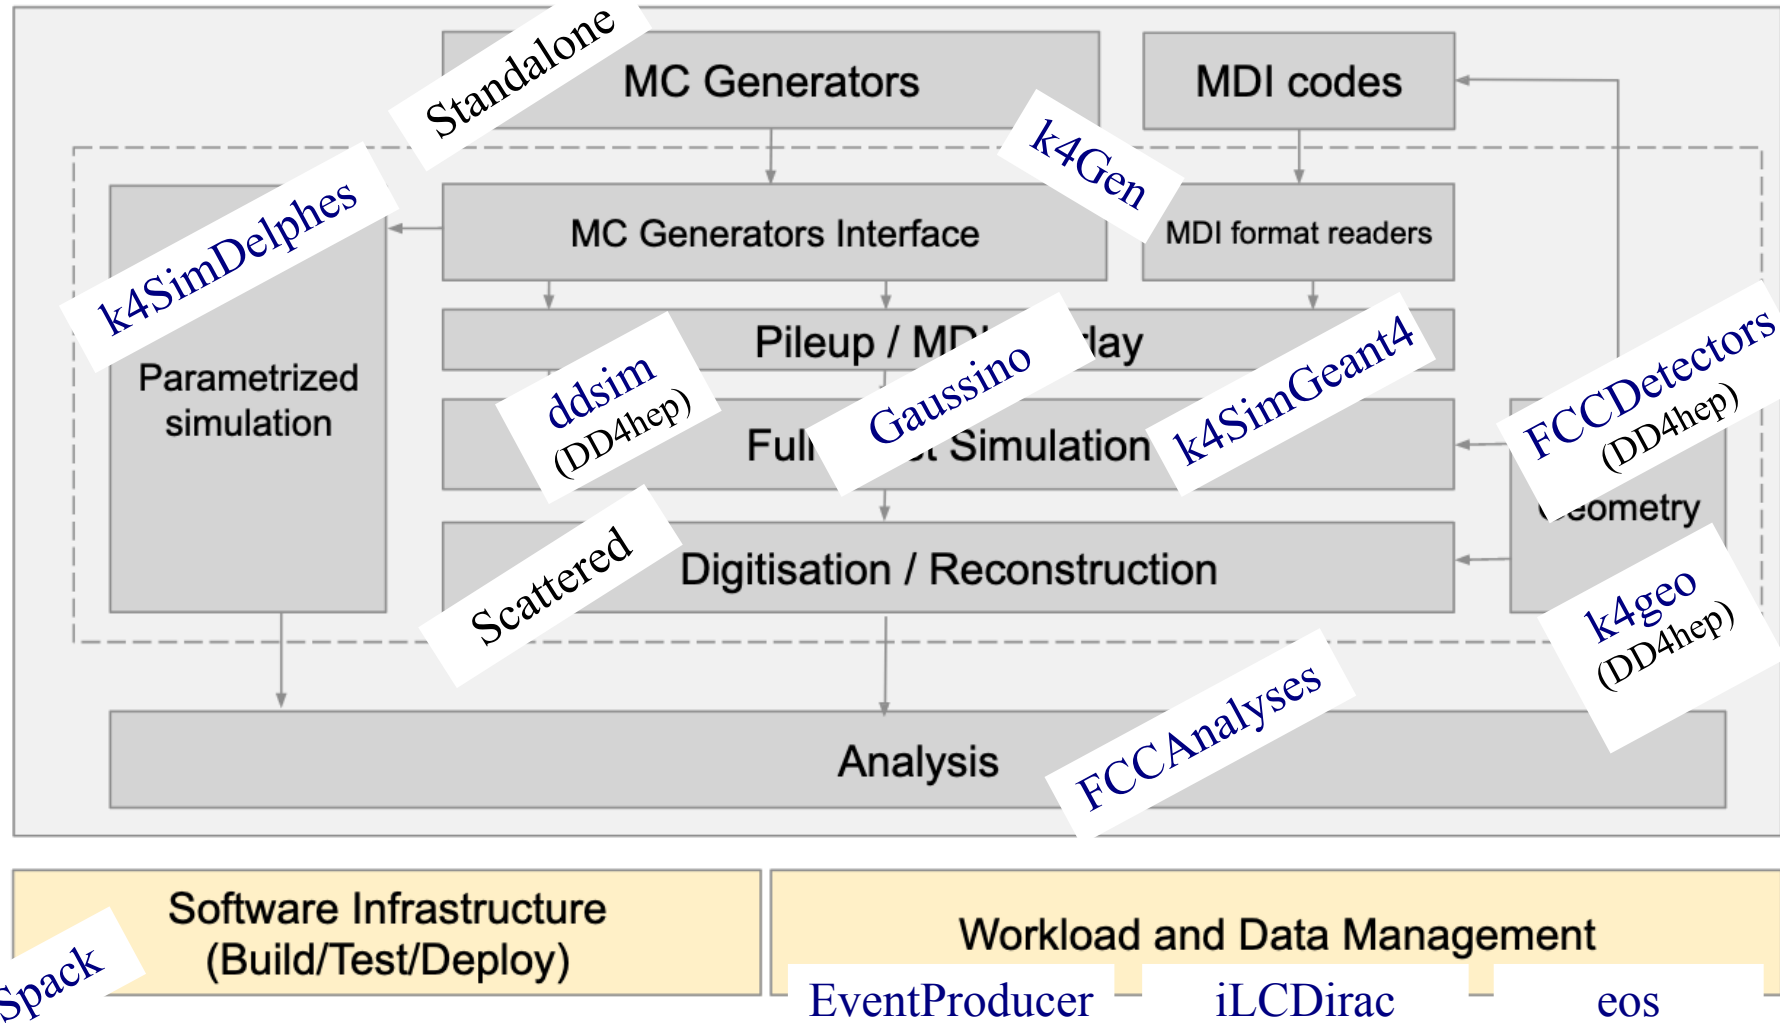 Standalone
MC Generators
MDI codes
k4Gen
k4SimDelphes
MC Generators Interface
MDI format readers
Pileup / MDI
lay
ddsim
(DD4hep)
Gaussino
k4SimGeant4
FCCDetectors
(DD4hep)
Parametrized
simulation
Full
Simulation
Geometry
Scattered
Digitisation / Reconstruction
k4geo
(DD4hep)
FCCAnalyses
Analysis
Software Infrastructure
(Build/Test/Deploy)
Spack
Workload and Data Management
EventProducer
iLCDirac
eos